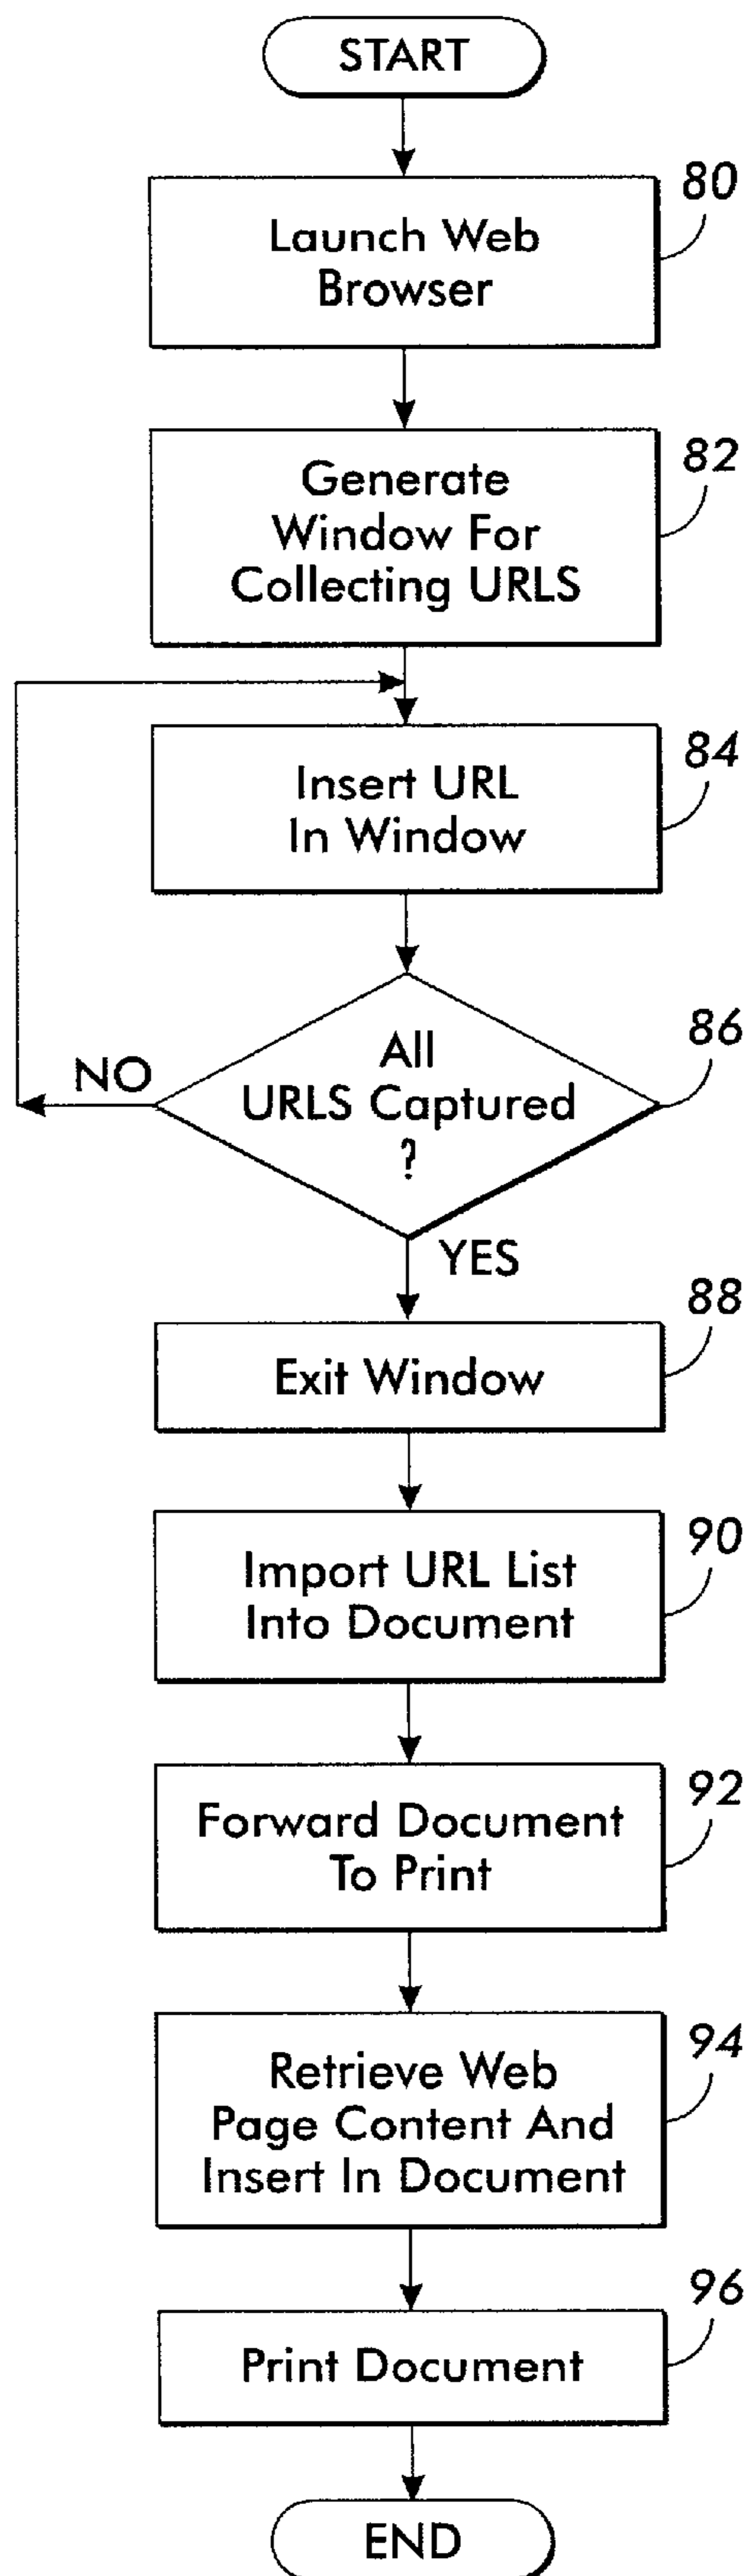 START
80
Launch Web
Browser
82
Generate
Window For
Collecting URLS
84
Insert URL
In Window
86
All
URLS Captured
?
NO
YES
88
Exit Window
90
Import URL List
Into Document
92
Forward Document
To Print
94
Retrieve Web
Page Content And
Insert In Document
96
Print Document
END